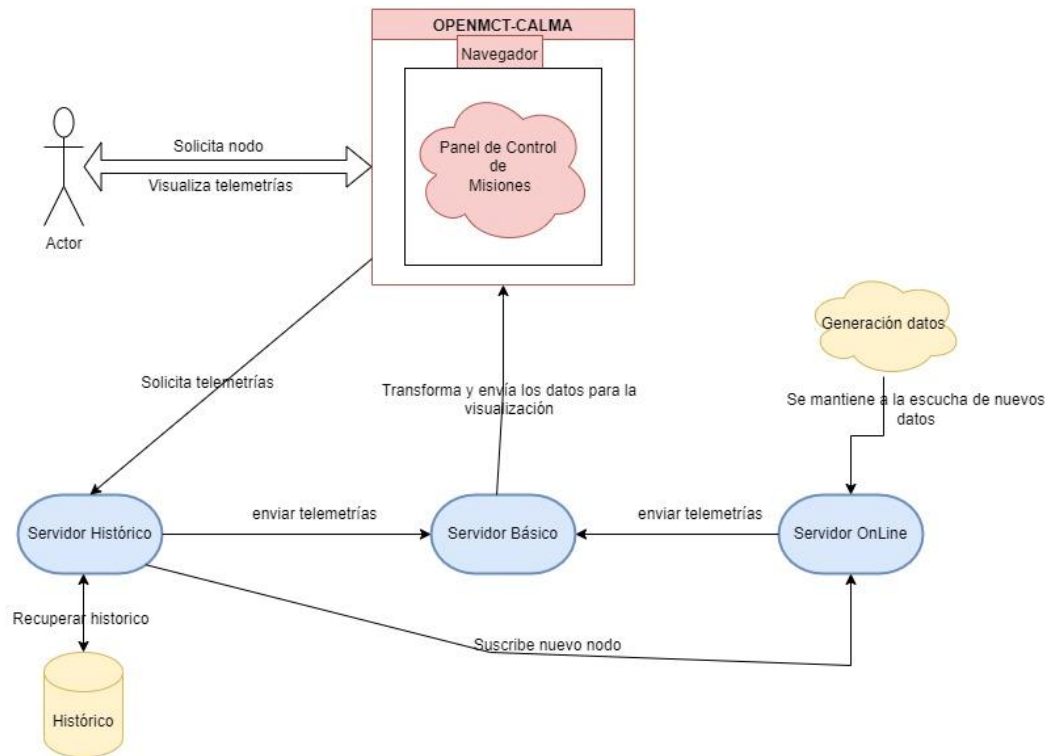 OPENMCT-CALMA
Navegador
Panel de Control
de
Misiones
Solicita nodo
Visualiza telemetrías
Actor
Generación datos
Solicita telemetrías
Transforma y envía los datos para la
visualización
Se mantiene a la escucha de nuevos
datos
Servidor Histórico
enviar telemetrías
Servidor Básico
enviar telemetrías
Servidor OnLine
Recuperar historico
Suscribe nuevo nodo
Histórico